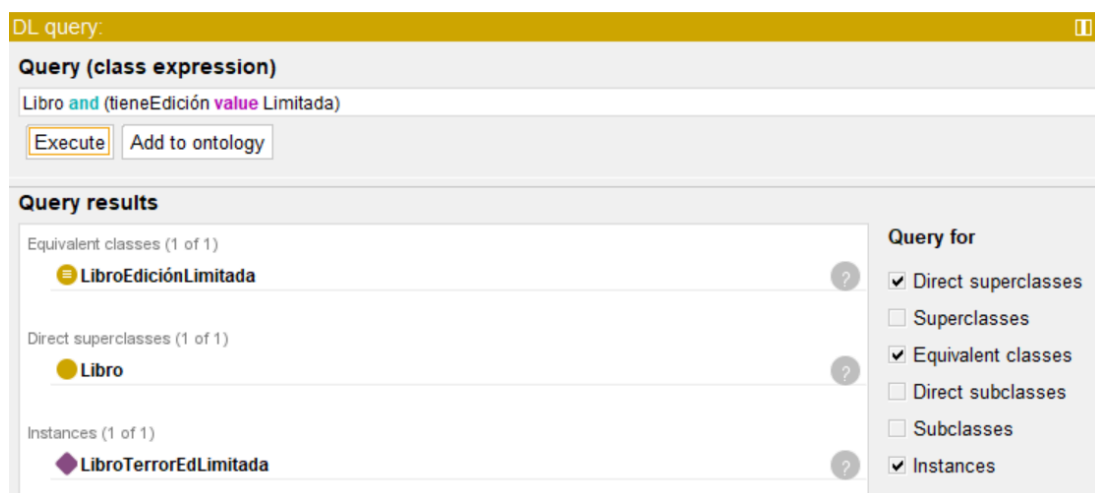 DL query:
Query (class expression)
Libro and (tieneEdición value Limitada)
Execute Add to ontology
Query results
Equivalent classes (1 of 1)
LibroEdiciónLimitada
?
Direct superclasses (1 of 1)
Libro
?
Instances (1 of 1)
LibroTerrorEdLimitada
?
Query for
Direct superclasses
Superclasses
Equivalent classes
Direct subclasses
Subclasses
Instances